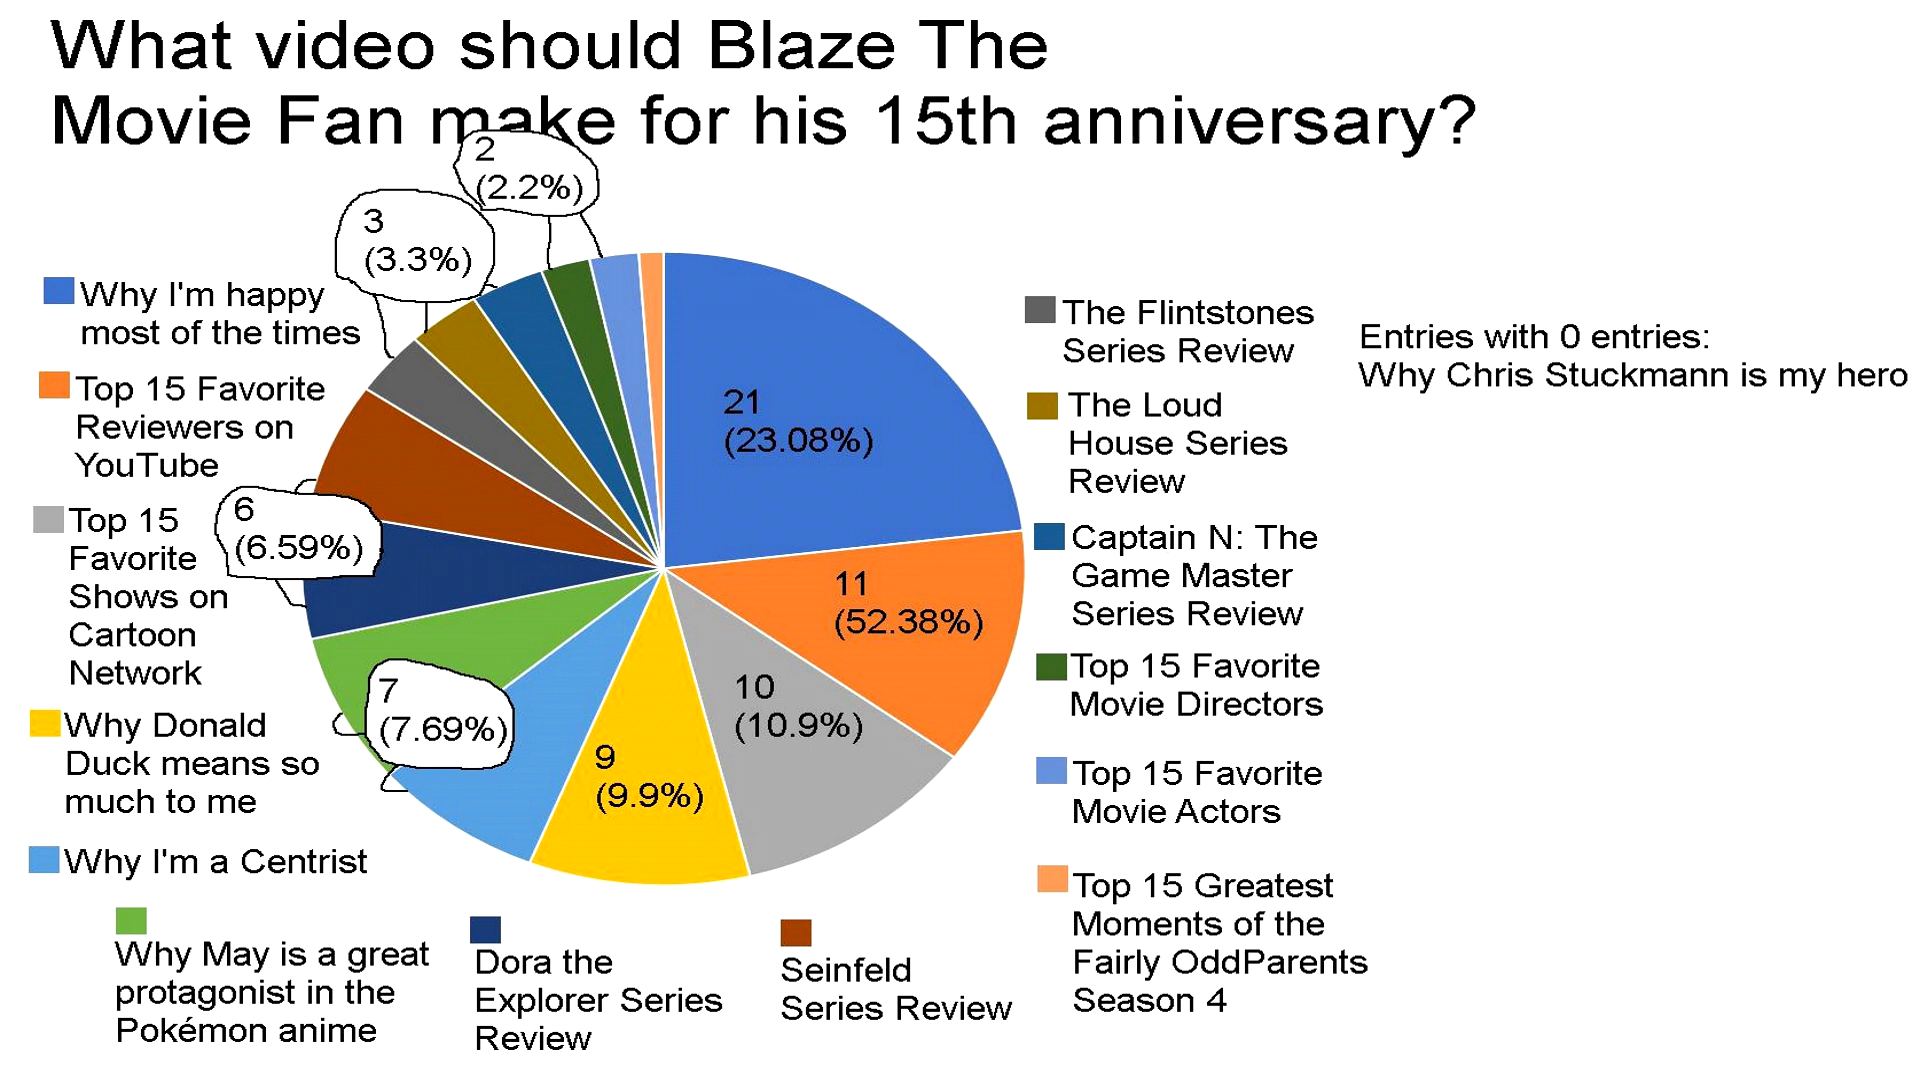 What video should Blaze The
Movie Fan make for his 15th anniversary?
2
(2.2%)
3
(3.3%)
6
(6.59%)
7
(7.69%)
9
(9.9%)
10
(10.9%)
11
(52.38%)
21
(23.08%)
Why I'm happy
most of the times
Top 15 Favorite
Reviewers on
YouTube
Top 15
Favorite
Shows on
Cartoon
Network
Why Donald
Duck means so
much to me
Why I'm a Centrist
Why May is a great
protagonist in the
Pokémon anime
Dora the
Explorer Series
Review
Seinfeld
Series Review
The Flintstones
Series Review
The Loud
House Series
Review
Captain N: The
Game Master
Series Review
Top 15 Favorite
Movie Directors
Top 15 Favorite
Movie Actors
Top 15 Greatest
Moments of the
Fairly OddParents
Season 4
Entries with 0 entries:
Why Chris Stuckmann is my hero